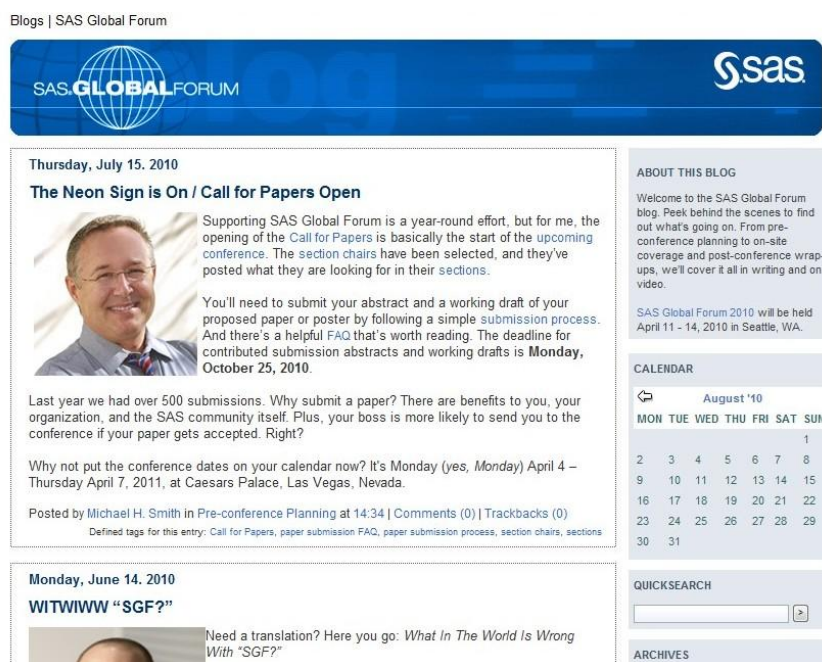 Blogs | SAS Global Forum
SAS.GLOBALFORUM
blog
sas
Thursday, July 15. 2010
The Neon Sign is On / Call for Papers Open
Supporting SAS Global Forum is a year-round effort, but for me, the
opening of the Call for Papers is basically the start of the upcoming
conference. The section chairs have been selected, and they've
posted what they are looking for in their sections.
You'll need to submit your abstract and a working draft of your
proposed paper or poster by following a simple submission process.
And there's a helpful FAQ that's worth reading. The deadline for
contributed submission abstracts and working drafts is Monday,
October 25, 2010.
Last year we had over 500 submissions. Why submit a paper? There are benefits to you, your
organization, and the SAS community itself. Plus, your boss is more likely to send you to the
conference if your paper gets accepted. Right?
Why not put the conference dates on your calendar now? It's Monday (yes, Monday) April 4 –
Thursday April 7, 2011, at Caesars Palace, Las Vegas, Nevada.
Posted by Michael H. Smith in Pre-conference Planning at 14:34 | Comments (0) | Trackbacks (0)
Defined tags for this entry: Call for Papers, paper submission FAQ, paper submission process, section chairs, sections
Monday, June 14. 2010
WITWIWW “SGF?”
Need a translation? Here you go: What In The World Is Wrong
With "SGF?"
ABOUT THIS BLOG
Welcome to the SAS Global Forum
blog. Peek behind the scenes to find
out what's going on. From pre-
conference planning to on-site
coverage and post-conference wrap-
ups, we'll cover it all in writing and on
video.
SAS Global Forum 2010 will be held
April 11 - 14, 2010 in Seattle, WA.
CALENDAR
August '10
MON TUE WED THU FRI SAT SUN
1
2 3 4 5 6 7 8
9 10 11 12 13 14 15
16 17 18 19 20 21 22
23 24 25 26 27 28 29
30 31
QUICKSEARCH
>
ARCHIVES